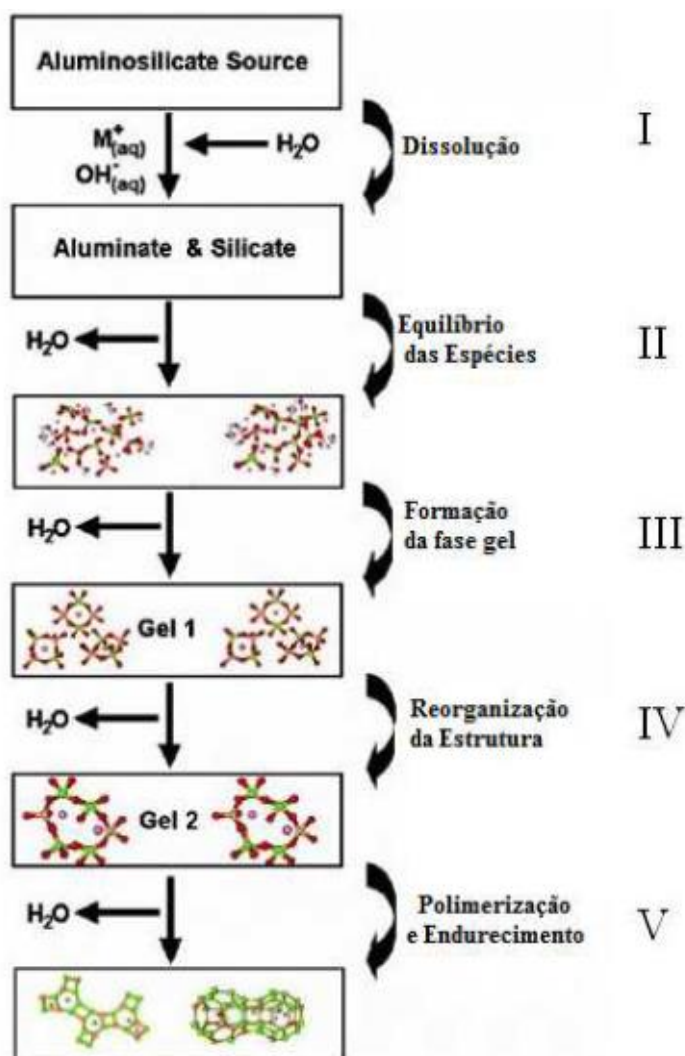 Aluminosilicate Source
I
M⁺(aq)
H₂O
OH⁻(aq)
Dissolução
Aluminate & Silicate
H₂O
Equilíbrio
das Espécies
II
H₂O
Formação
da fase gel
III
Gel 1
H₂O
Reorganização
da Estrutura
IV
Gel 2
H₂O
Polimerização
e Endurecimento
V